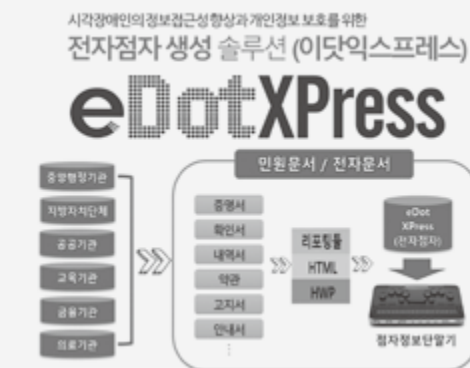 시각장애인의 정보접근성 향상과 개인정보 보호를 위한
전자점자 생성 솔루션 (이닷익스프레스)
eDotXPress
민원문서 / 전자문서
중앙행정기관
지방자치단체
공공기관
교육기관
금융기관
의료기관
증명서
확인서
내역서
약관
고지서
안내서
리포팅툴
HTML
HWP
eDot
XPress
(전자점자)
점자정보단말기